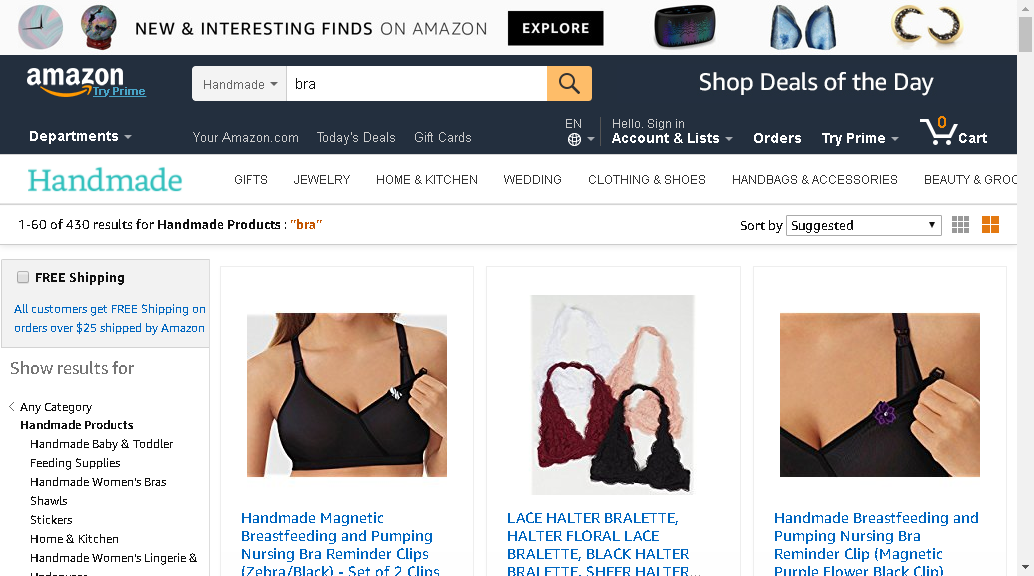 NEW & INTERESTING FINDS ON AMAZON EXPLORE
amazon
Try Prime
Handmade bra
Shop Deals of the Day
Departments
Your Amazon.com Today's Deals Gift Cards
EN
Hello. Sign in
Account & Lists
Orders
Try Prime
0
Cart
Handmade
GIFTS JEWELRY HOME & KITCHEN WEDDING CLOTHING & SHOES HANDBAGS & ACCESSORIES BEAUTY & GROO
1-60 of 430 results for Handmade Products : "bra"
Sort by Suggested
FREE Shipping
All customers get FREE Shipping on
orders over $25 shipped by Amazon
Show results for
Any Category
Handmade Products
Handmade Baby & Toddler
Feeding Supplies
Handmade Women's Bras
Shawls
Stickers
Home & Kitchen
Handmade Women's Lingerie &
Underwear
Handmade Magnetic
Breastfeeding and Pumping
Nursing Bra Reminder Clips
(Zebra/Black) - Set of 2 Clips
LACE HALTER BRALETTE,
HALTER FLORAL LACE
BRALETTE, BLACK HALTER
BRALETTE, SHEER HALTER...
Handmade Breastfeeding and
Pumping Nursing Bra
Reminder Clip (Magnetic
Purple Flower Black Clip)